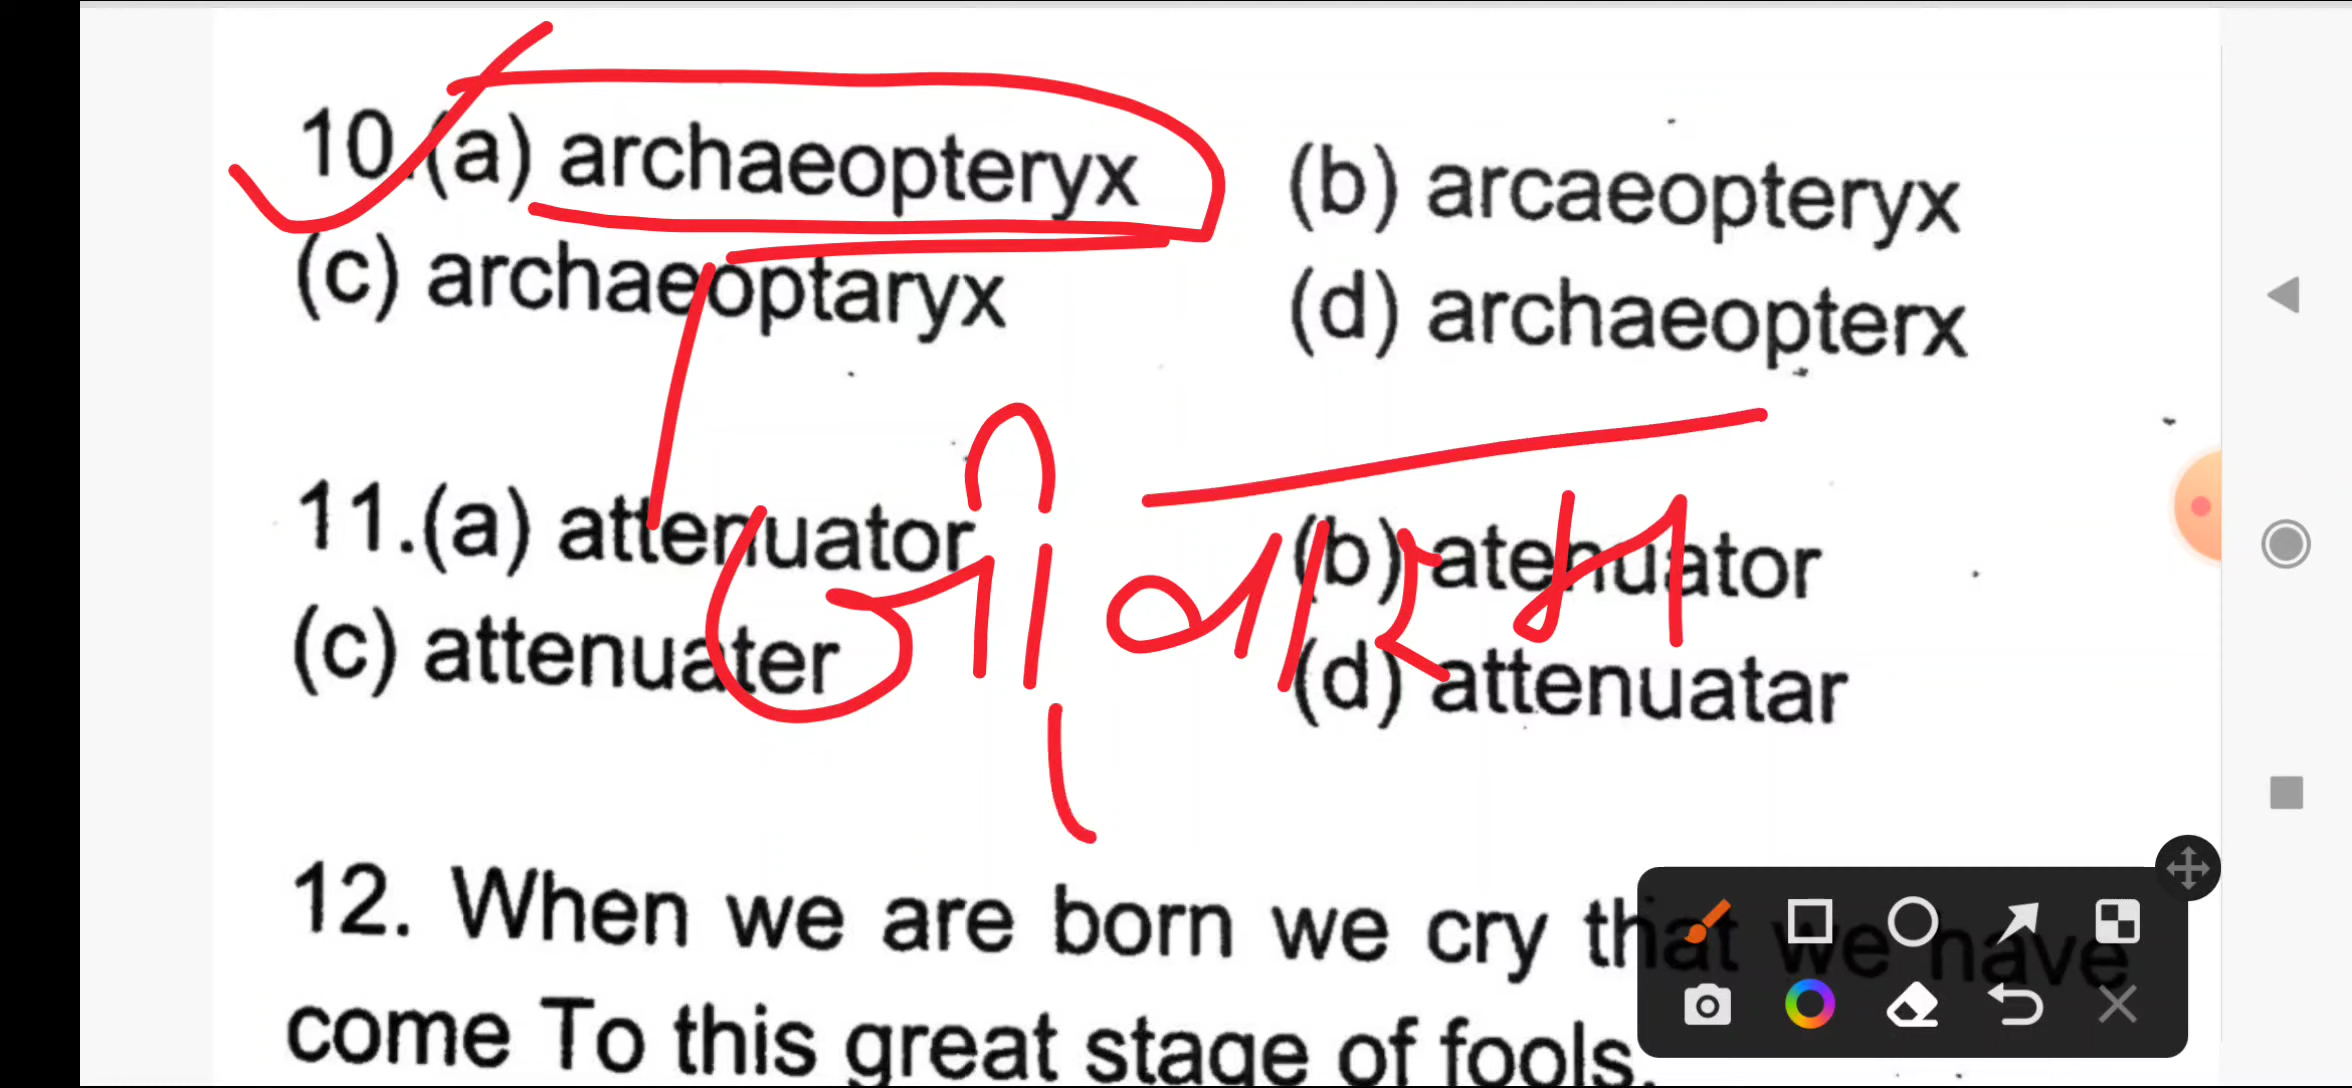 10.(a) archaeopteryx (b) arcaeopteryx
(c) archaeoptaryx (d) archaeopterx
11.(a) attenuator (b) atenuator
(c) attenuater (d) attenuatar
जीवाश्म
12. When we are born we cry that we have
come To this great stage of fools.